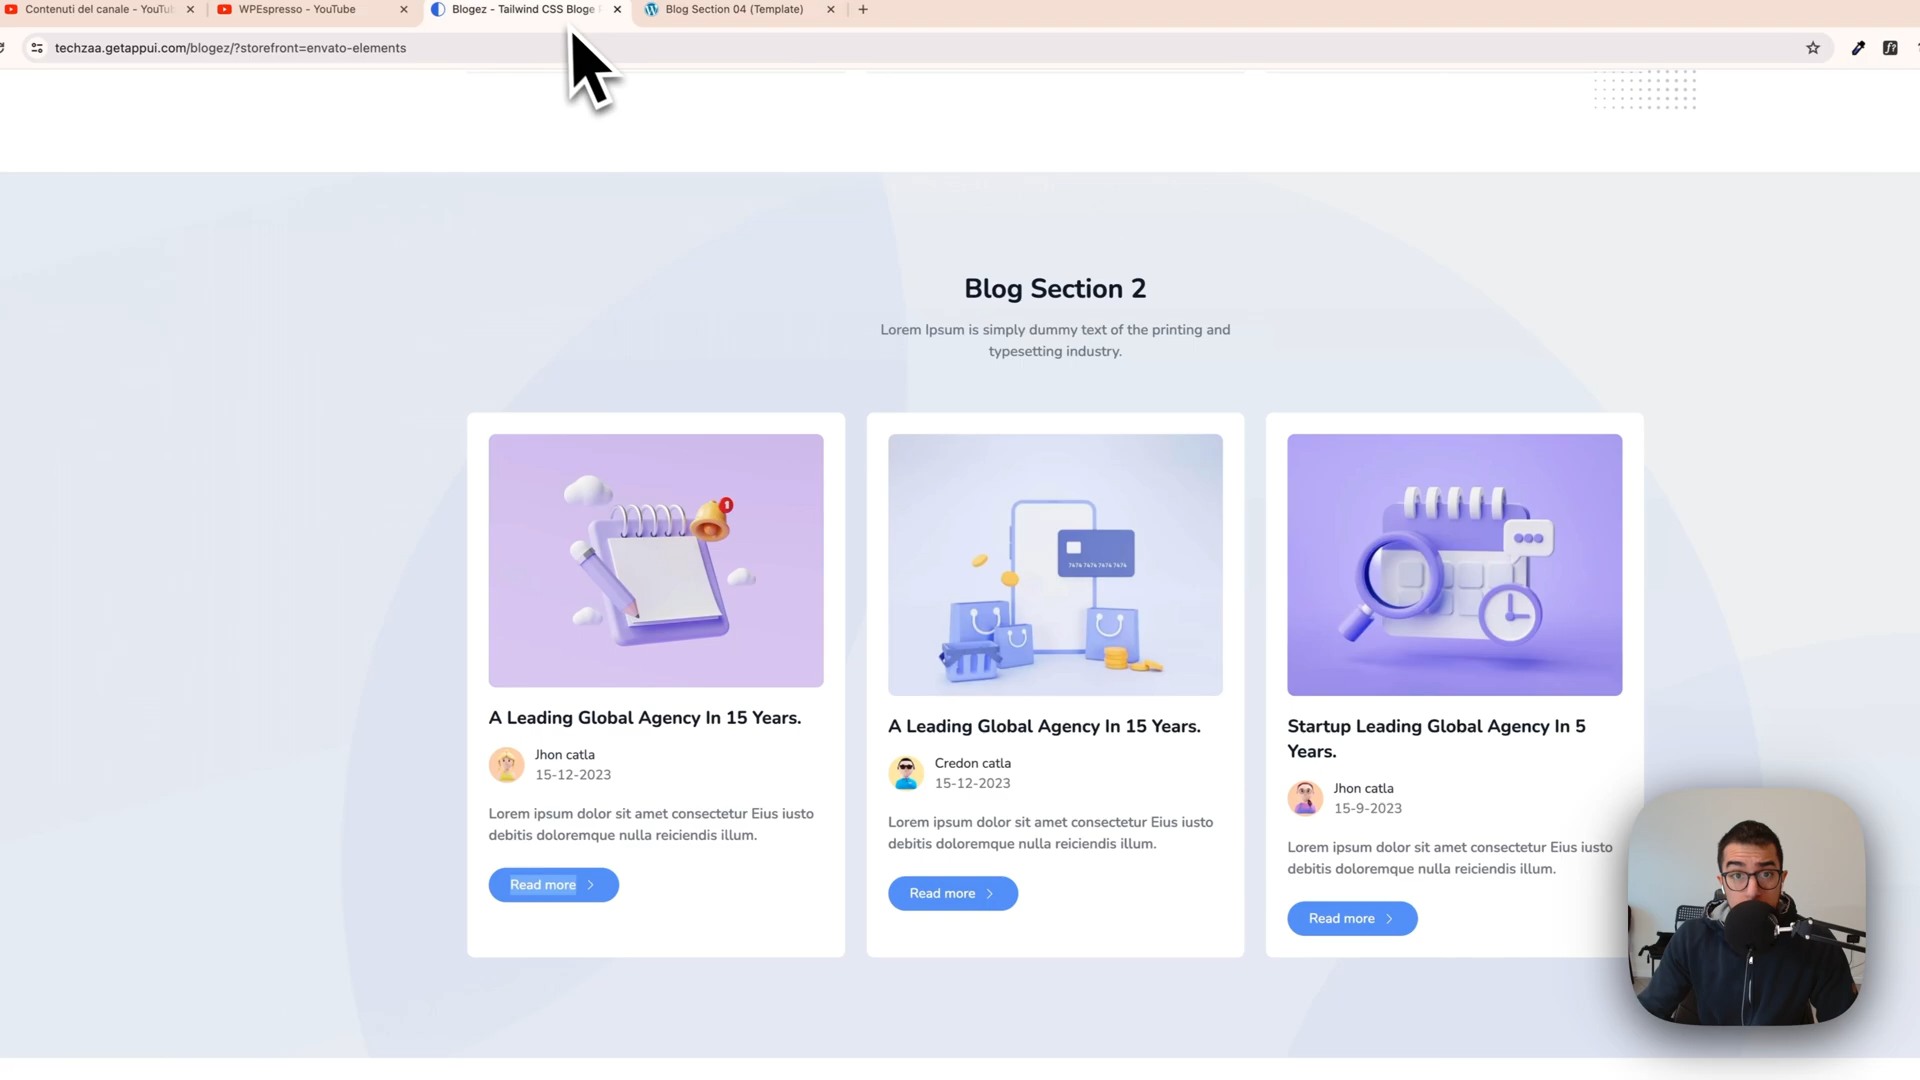 Contenuti del canale - YouTu
WPEspresso - YouTube
Blogez - Tailwind CSS Bloge
Blog Section 04 (Template)
techzaa.getappui.com/blogez/?storefront=envato-elements
Blog Section 2
Lorem Ipsum is simply dummy text of the printing and
typesetting industry.
1
7474 7474 7474 7474
A Leading Global Agency In 15 Years.
Jhon catla
15-12-2023
Lorem ipsum dolor sit amet consectetur Eius iusto
debitis doloremque nulla reiciendis illum.
Read more
A Leading Global Agency In 15 Years.
Credon catla
15-12-2023
Lorem ipsum dolor sit amet consectetur Eius iusto
debitis doloremque nulla reiciendis illum.
Read more
Startup Leading Global Agency In 5
Years.
Jhon catla
15-9-2023
Lorem ipsum dolor sit amet consectetur Eius iusto
debitis doloremque nulla reiciendis illum.
Read more